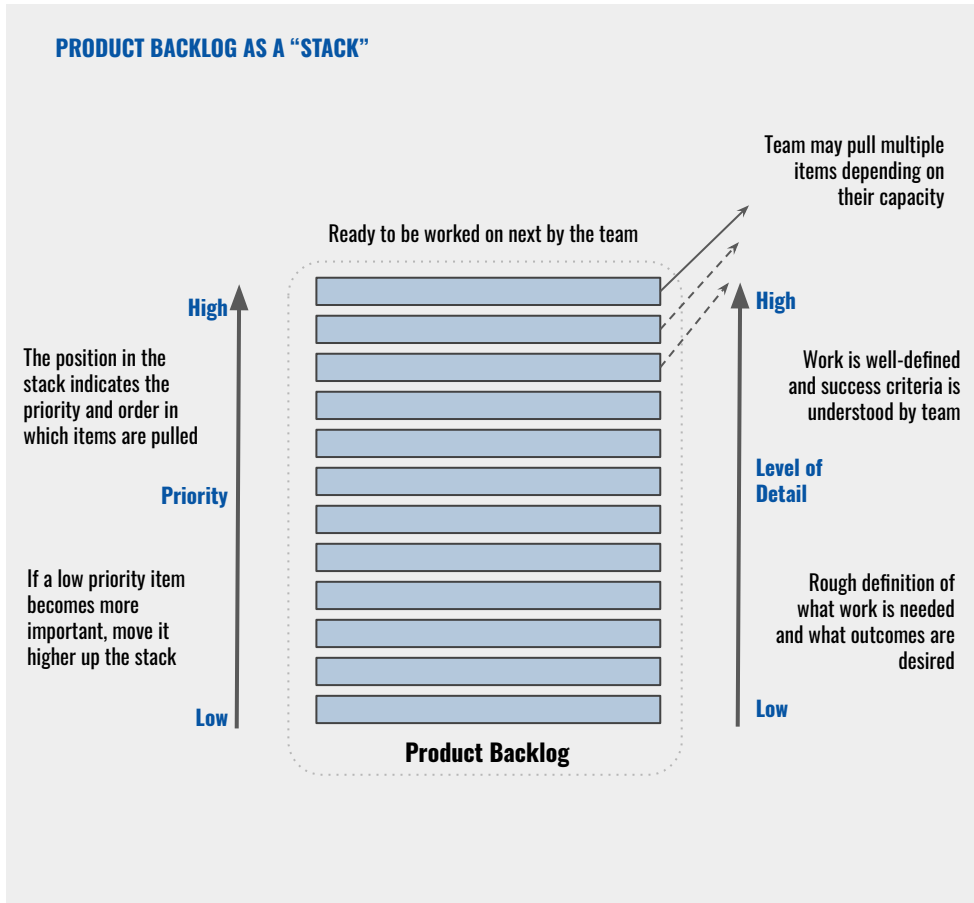 PRODUCT BACKLOG AS A “STACK”
Team may pull multiple
items depending on
their capacity
Ready to be worked on next by the team
High
The position in the
stack indicates the
priority and order in
which items are pulled
Priority
If a low priority item
becomes more
important, move it
higher up the stack
Low
High
Work is well-defined
and success criteria is
understood by team
Level of
Detail
Rough definition of
what work is needed
and what outcomes are
desired
Low
Product Backlog